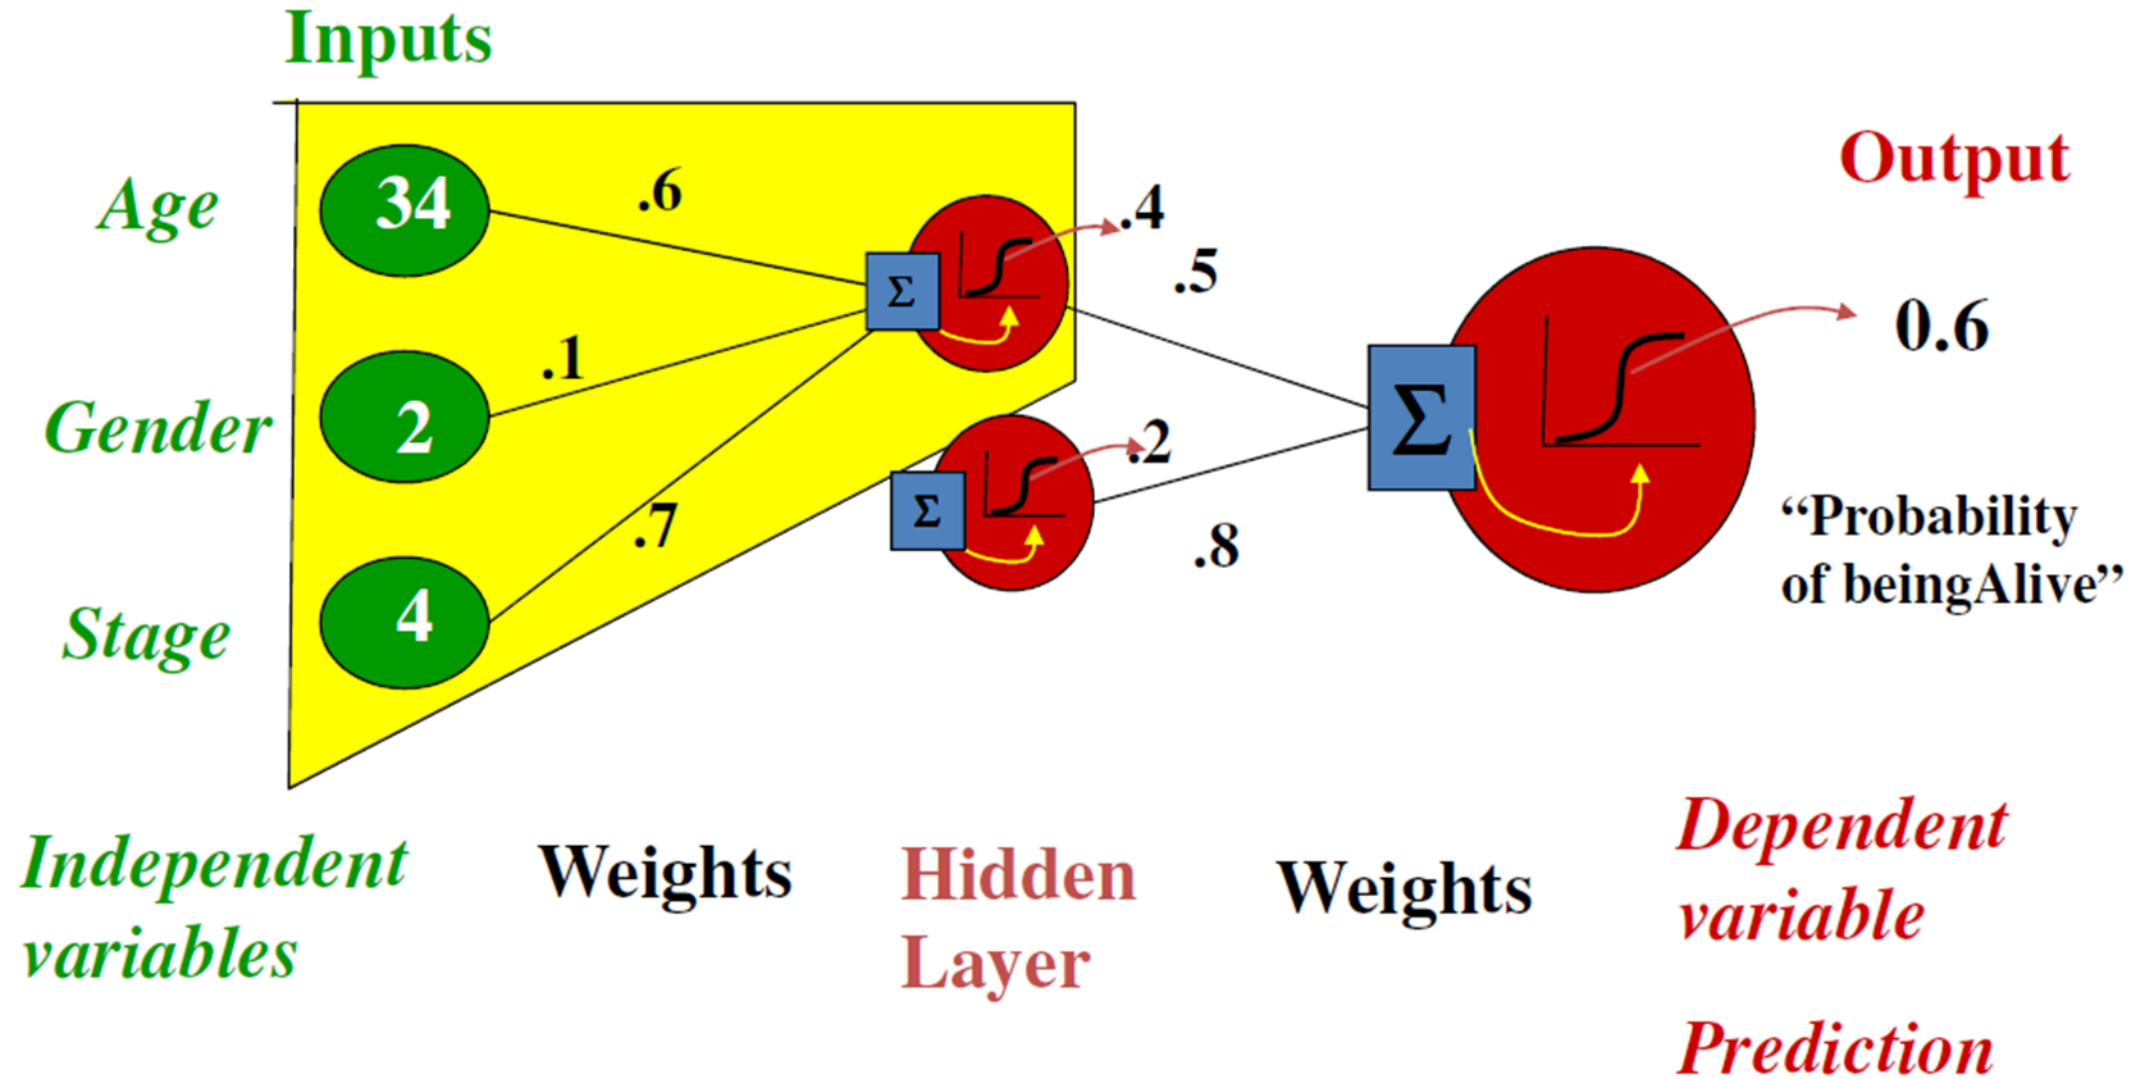 Inputs
Output
Age
34
.6
.4
.5
Σ
0.6
Gender
2
.1
Σ
.2
Σ
Stage
4
.7
.8
“Probability
of beingAlive”
Independent
variables
Weights
Hidden
Layer
Weights
Dependent
variable
Prediction